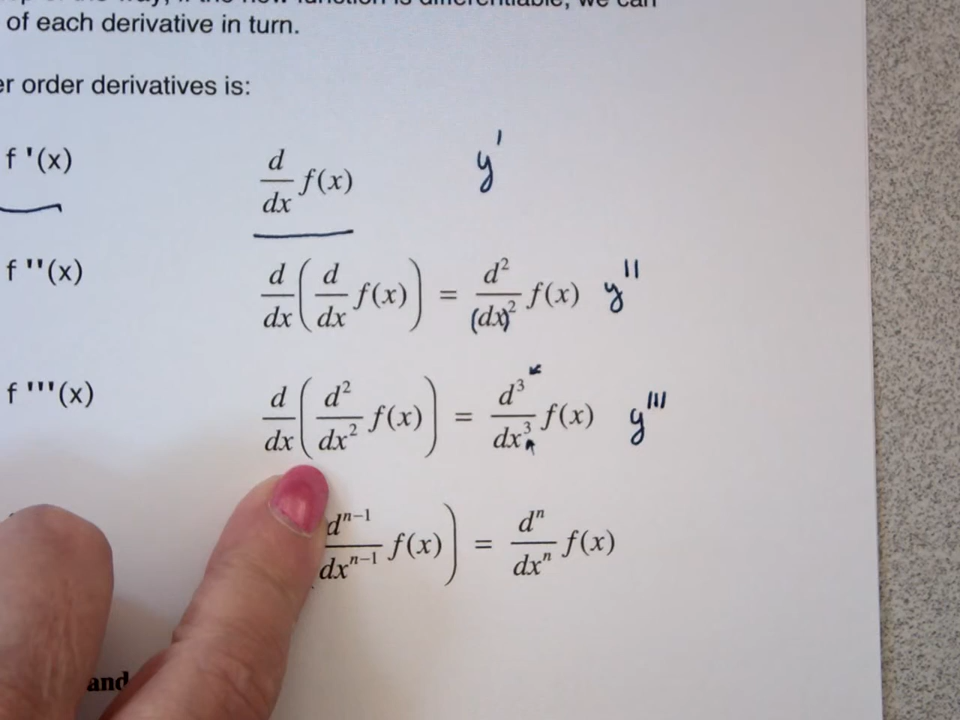 of each derivative in turn.
order derivatives is:
f '(x) d/dx f(x) y'
f ''(x) d/dx (d/dx f(x)) = d²/(dx)² f(x) y''
f '''(x) d/dx (d²/dx² f(x)) = d³/dx³ f(x) y'''
dⁿ⁻¹/dxⁿ⁻¹ f(x)) = dⁿ/dxⁿ f(x)
and